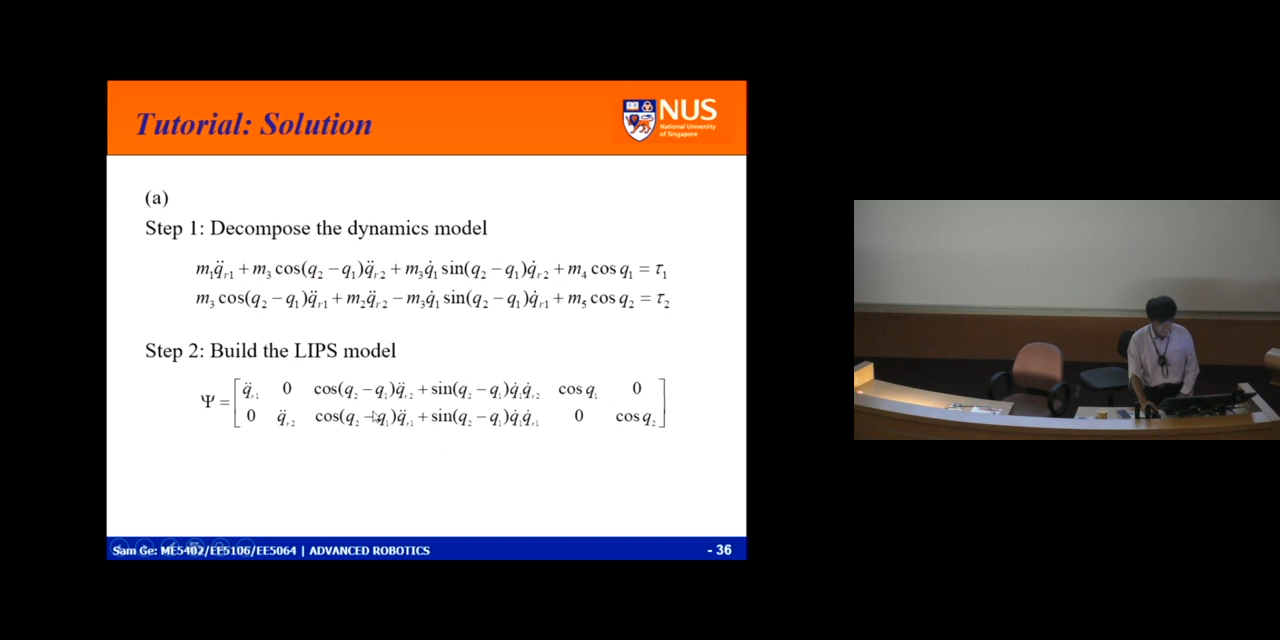 Tutorial: Solution
NUS
National University
of Singapore
(a)
Step 1: Decompose the dynamics model
m₁q̈ᵣ₁ + m₃ cos(q₂ − q₁)q̈ᵣ₂ + m₃q̇₁ sin(q₂ − q₁)q̇ᵣ₂ + m₄ cos q₁ = τ₁
m₃ cos(q₂ − q₁)q̈ᵣ₁ + m₂q̈ᵣ₂ − m₃q̇₁ sin(q₂ − q₁)q̇ᵣ₁ + m₅ cos q₂ = τ₂
Step 2: Build the LIPS model
Ψ = [ q̈ᵣ₁ 0 cos(q₂ − q₁)q̈ᵣ₂ + sin(q₂ − q₁)q̇₁q̇ᵣ₂ cos q₁ 0
0 q̈ᵣ₂ cos(q₂ − q₁)q̈ᵣ₁ + sin(q₂ − q₁)q̇₁q̇ᵣ₁ 0 cos q₂ ]
Sam Ge: ME5402/EE5106/EE5064 | ADVANCED ROBOTICS - 36